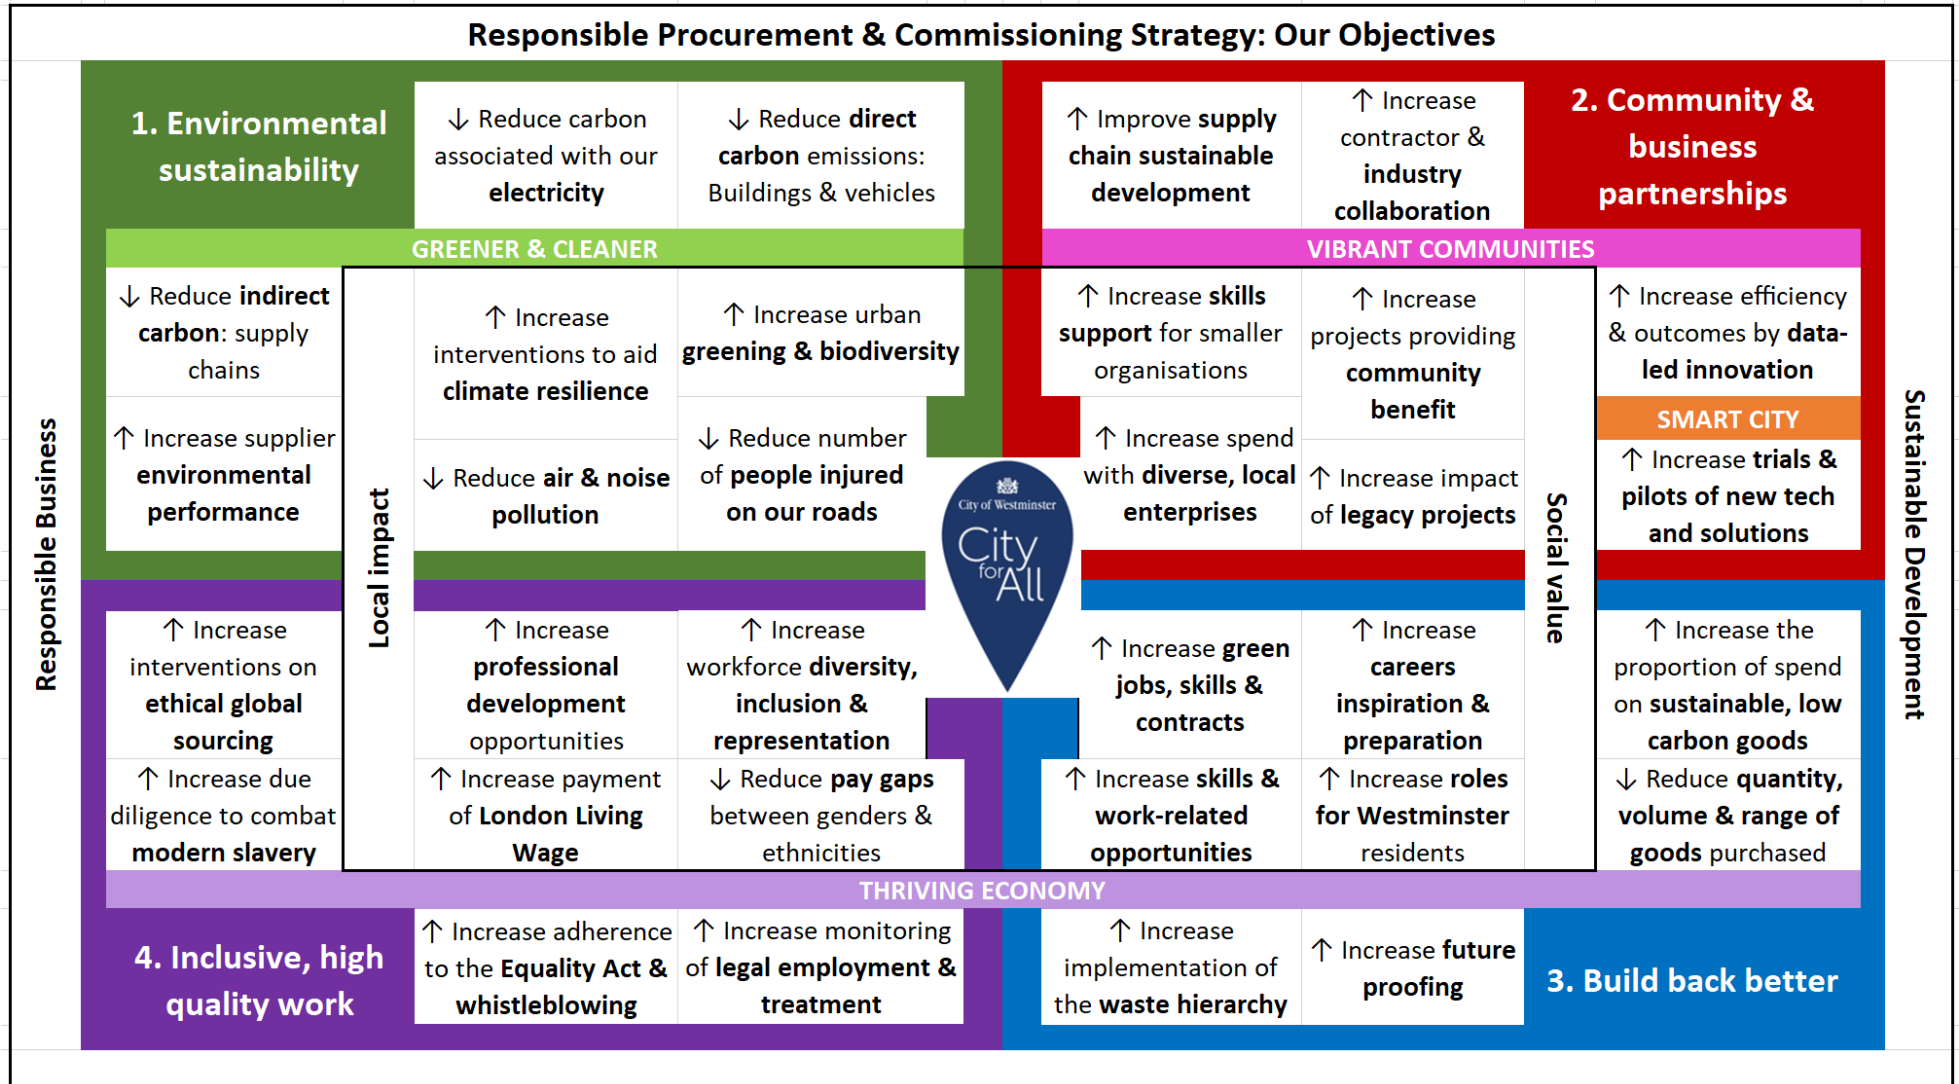 Responsible Procurement & Commissioning Strategy: Our Objectives
1. Environmental
sustainability
↓ Reduce carbon
associated with our
electricity
↓ Reduce direct
carbon emissions:
Buildings & vehicles
↑ Improve supply
chain sustainable
development
↑ Increase
contractor &
industry
collaboration
2. Community &
business
partnerships
GREENER & CLEANER
VIBRANT COMMUNITIES
↓ Reduce indirect
carbon: supply
chains
↑ Increase
interventions to aid
climate resilience
↑ Increase urban
greening & biodiversity
↑ Increase skills
support for smaller
organisations
↑ Increase
projects providing
community
benefit
↑ Increase efficiency
& outcomes by data-
led innovation
SMART CITY
↑ Increase supplier
environmental
performance
↓ Reduce air & noise
pollution
↓ Reduce number
of people injured
on our roads
↑ Increase spend
with diverse, local
enterprises
↑ Increase impact
of legacy projects
↑ Increase trials &
pilots of new tech
and solutions
Responsible Business
Local impact
City of Westminster
City
for
All
Social value
Sustainable Development
↑ Increase
interventions on
ethical global
sourcing
↑ Increase
professional
development
opportunities
↑ Increase
workforce diversity,
inclusion &
representation
↑ Increase green
jobs, skills &
contracts
↑ Increase
careers
inspiration &
preparation
↑ Increase the
proportion of spend
on sustainable, low
carbon goods
↑ Increase due
diligence to combat
modern slavery
↑ Increase payment
of London Living
Wage
↓ Reduce pay gaps
between genders &
ethnicities
↑ Increase skills &
work-related
opportunities
↑ Increase roles
for Westminster
residents
↓ Reduce quantity,
volume & range of
goods purchased
THRIVING ECONOMY
4. Inclusive, high
quality work
↑ Increase adherence
to the Equality Act &
whistleblowing
↑ Increase monitoring
of legal employment &
treatment
↑ Increase
implementation of
the waste hierarchy
↑ Increase future
proofing
3. Build back better